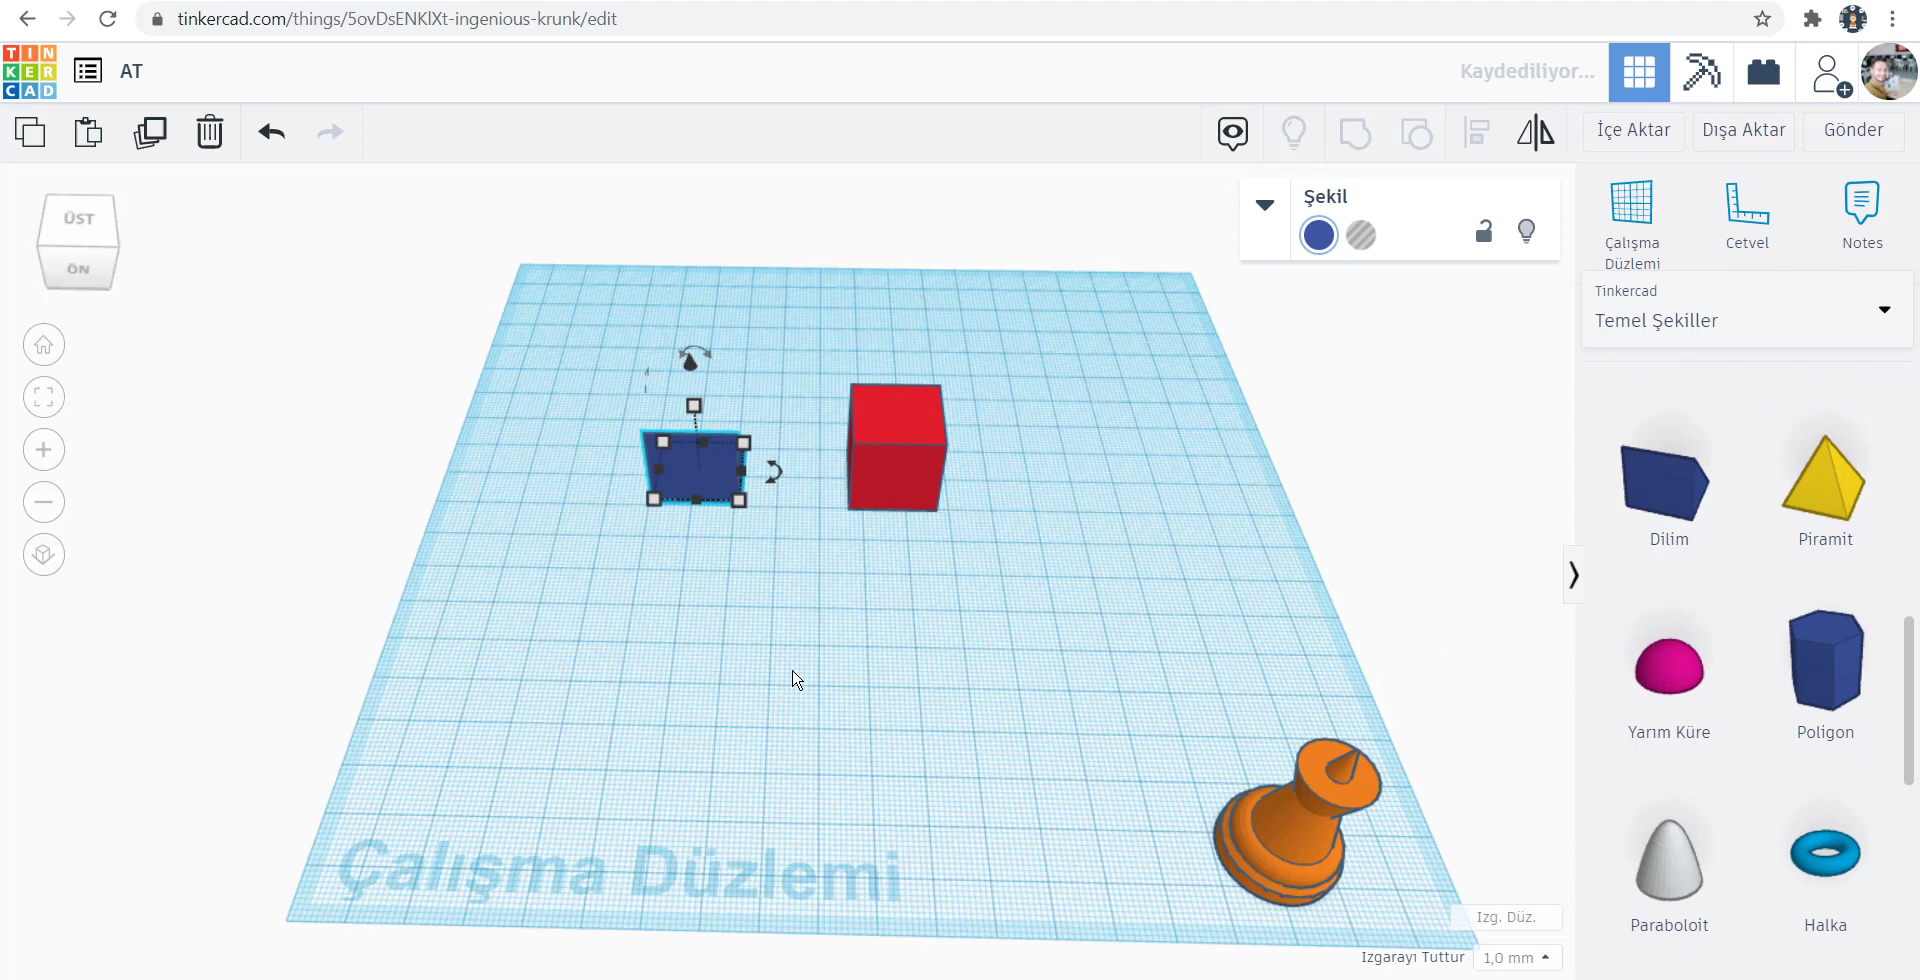 tinkercad.com/things/5ovDsENKlXt-ingenious-krunk/edit
TIN
KER
CAD
AT
Kaydediliyor...
İçe Aktar
Dışa Aktar
Gönder
ÜST
ÖN
Şekil
Çalışma
Düzlemi
Cetvel
Notes
Tinkercad
Temel Şekiller
Dilim
Piramit
Yarım Küre
Poligon
Paraboloit
Halka
Çalışma Düzlemi
Izg. Düz.
Izgarayı Tuttur
1,0 mm